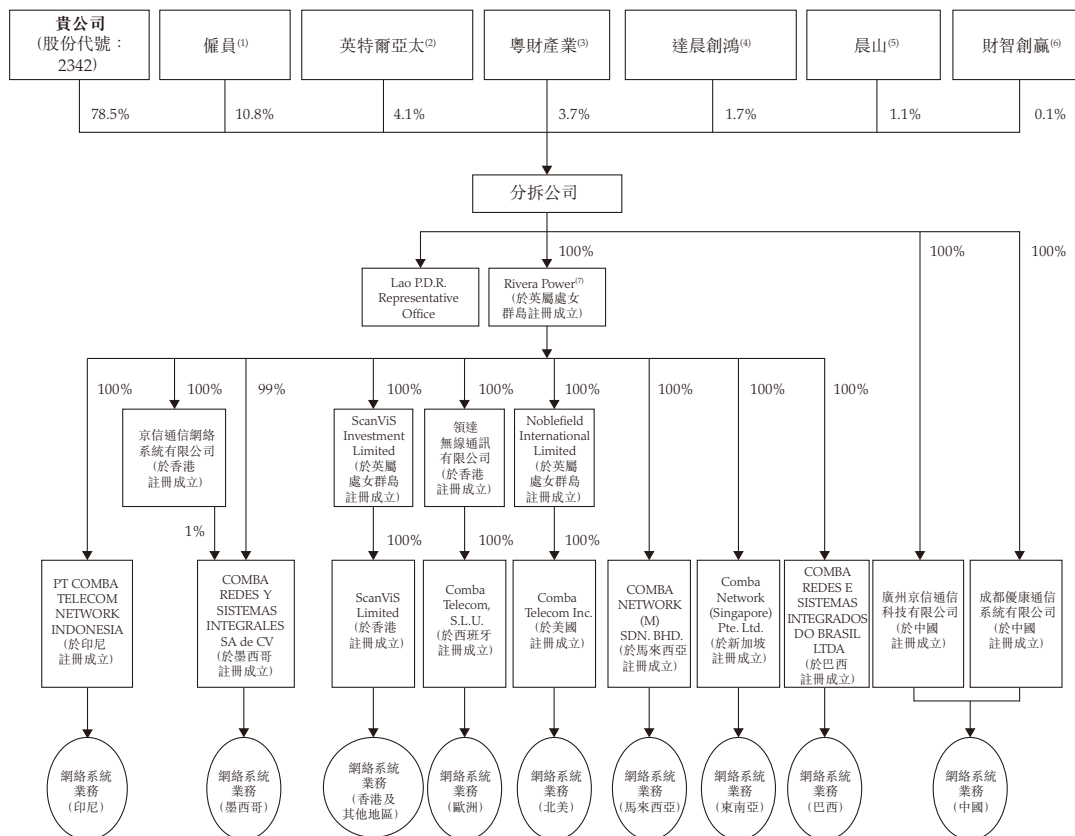 貴公司
(股份代號：
2342)
僱員(1)
英特爾亞太(2)
粵財產業(3)
達晨創鴻(4)
晨山(5)
財智創贏(6)
78.5%
10.8%
4.1%
3.7%
1.7%
1.1%
0.1%
分拆公司
100%
100%
100%
Lao P.D.R.
Representative
Office
Rivera Power(7)
(於英屬處女
群島註冊成立)
100%
100%
99%
100%
100%
100%
100%
100%
100%
京信通信網絡
系統有限公司
(於香港
註冊成立)
ScanViS
Investment
Limited
(於英屬
處女群島
註冊成立)
領達
無線通訊
有限公司
(於香港
註冊成立)
Noblefield
International
Limited
(於英屬
處女群島
註冊成立)
1%
100%
100%
100%
PT COMBA
TELECOM
NETWORK
INDONESIA
(於印尼
註冊成立)
COMBA
REDES Y
SISTEMAS
INTEGRALES
SA de CV
(於墨西哥
註冊成立)
ScanViS
Limited
(於香港
註冊成立)
Comba
Telecom,
S.L.U.
(於西班牙
註冊成立)
Comba
Telecom Inc.
(於美國
註冊成立)
COMBA
NETWORK
(M)
SDN. BHD.
(於馬來西亞
註冊成立)
Comba
Network
(Singapore)
Pte. Ltd.
(於新加坡
註冊成立)
COMBA
REDES E
SISTEMAS
INTEGRADOS
DO BRASIL
LTDA
(於巴西
註冊成立)
廣州京信通信
科技有限公司
(於中國
註冊成立)
成都優康通信
系統有限公司
(於中國
註冊成立)
網絡系統
業務
(印尼)
網絡系統
業務
(墨西哥)
網絡系統
業務
(香港及
其他地區)
網絡系統
業務
(歐洲)
網絡系統
業務
(北美)
網絡系統
業務
(馬來西亞)
網絡系統
業務
(東南亞)
網絡系統
業務
(巴西)
網絡系統
業務
(中國)